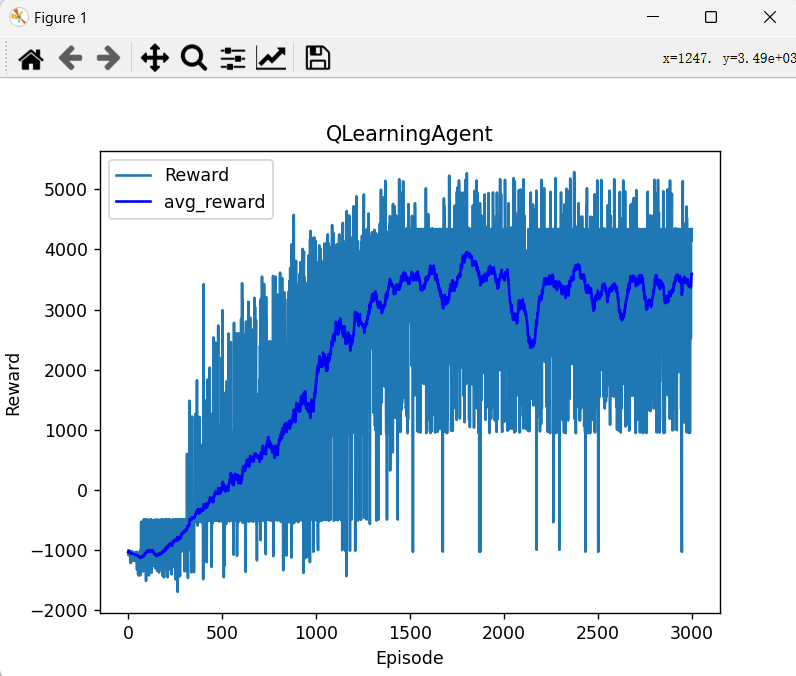 Figure 1
x=1247. y=3.49e+03
QLearningAgent
Reward
avg_reward
5000
4000
3000
2000
1000
0
−1000
−2000
Reward
0 500 1000 1500 2000 2500 3000
Episode